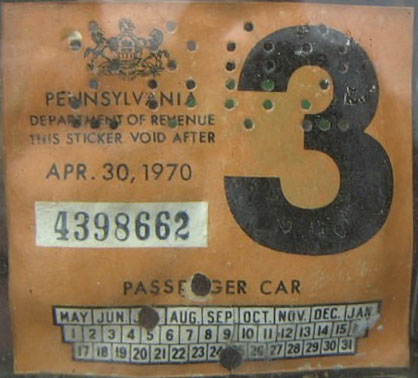 3
PENNSYLVANIA
DEPARTMENT OF REVENUE
THIS STICKER VOID AFTER
APR. 30, 1970
4398662
PASSENGER CAR
MAY JUN AUG. SEP OCT. NOV. DEC. JAN.
1 2 3 4 5 6 7 8 9 10 11 12 13 14 15
17 18 19 20 21 22 23 24 25 26 27 28 29 30 31